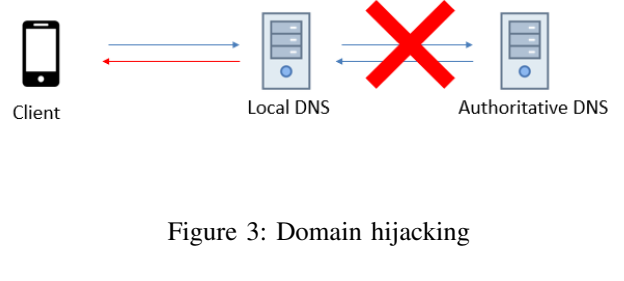 Client
Local DNS
Authoritative DNS
Figure 3: Domain hijacking